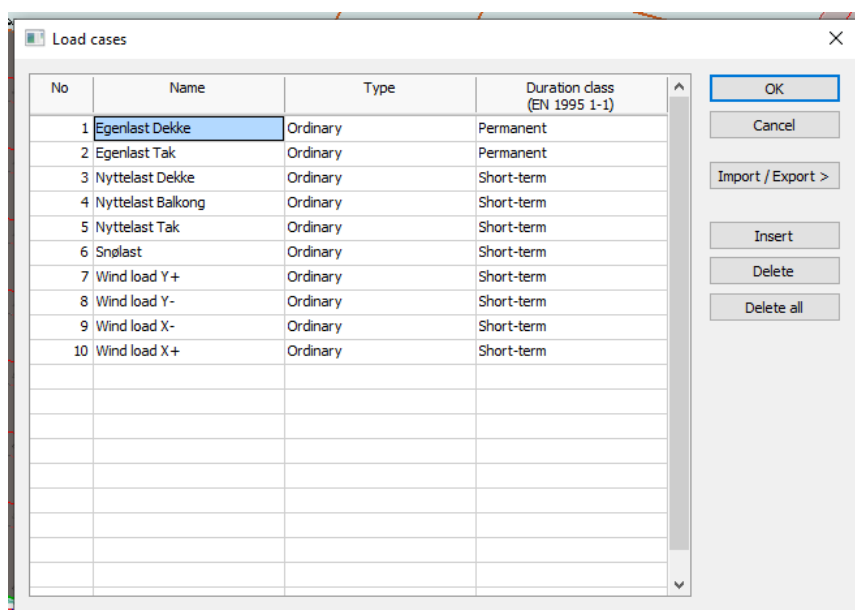 Load cases
No Name Type Duration class
(EN 1995 1-1)
1 Egenlast Dekke Ordinary Permanent
2 Egenlast Tak Ordinary Permanent
3 Nyttelast Dekke Ordinary Short-term
4 Nyttelast Balkong Ordinary Short-term
5 Nyttelast Tak Ordinary Short-term
6 Snølast Ordinary Short-term
7 Wind load Y+ Ordinary Short-term
8 Wind load Y- Ordinary Short-term
9 Wind load X- Ordinary Short-term
10 Wind load X+ Ordinary Short-term
OK
Cancel
Import / Export >
Insert
Delete
Delete all